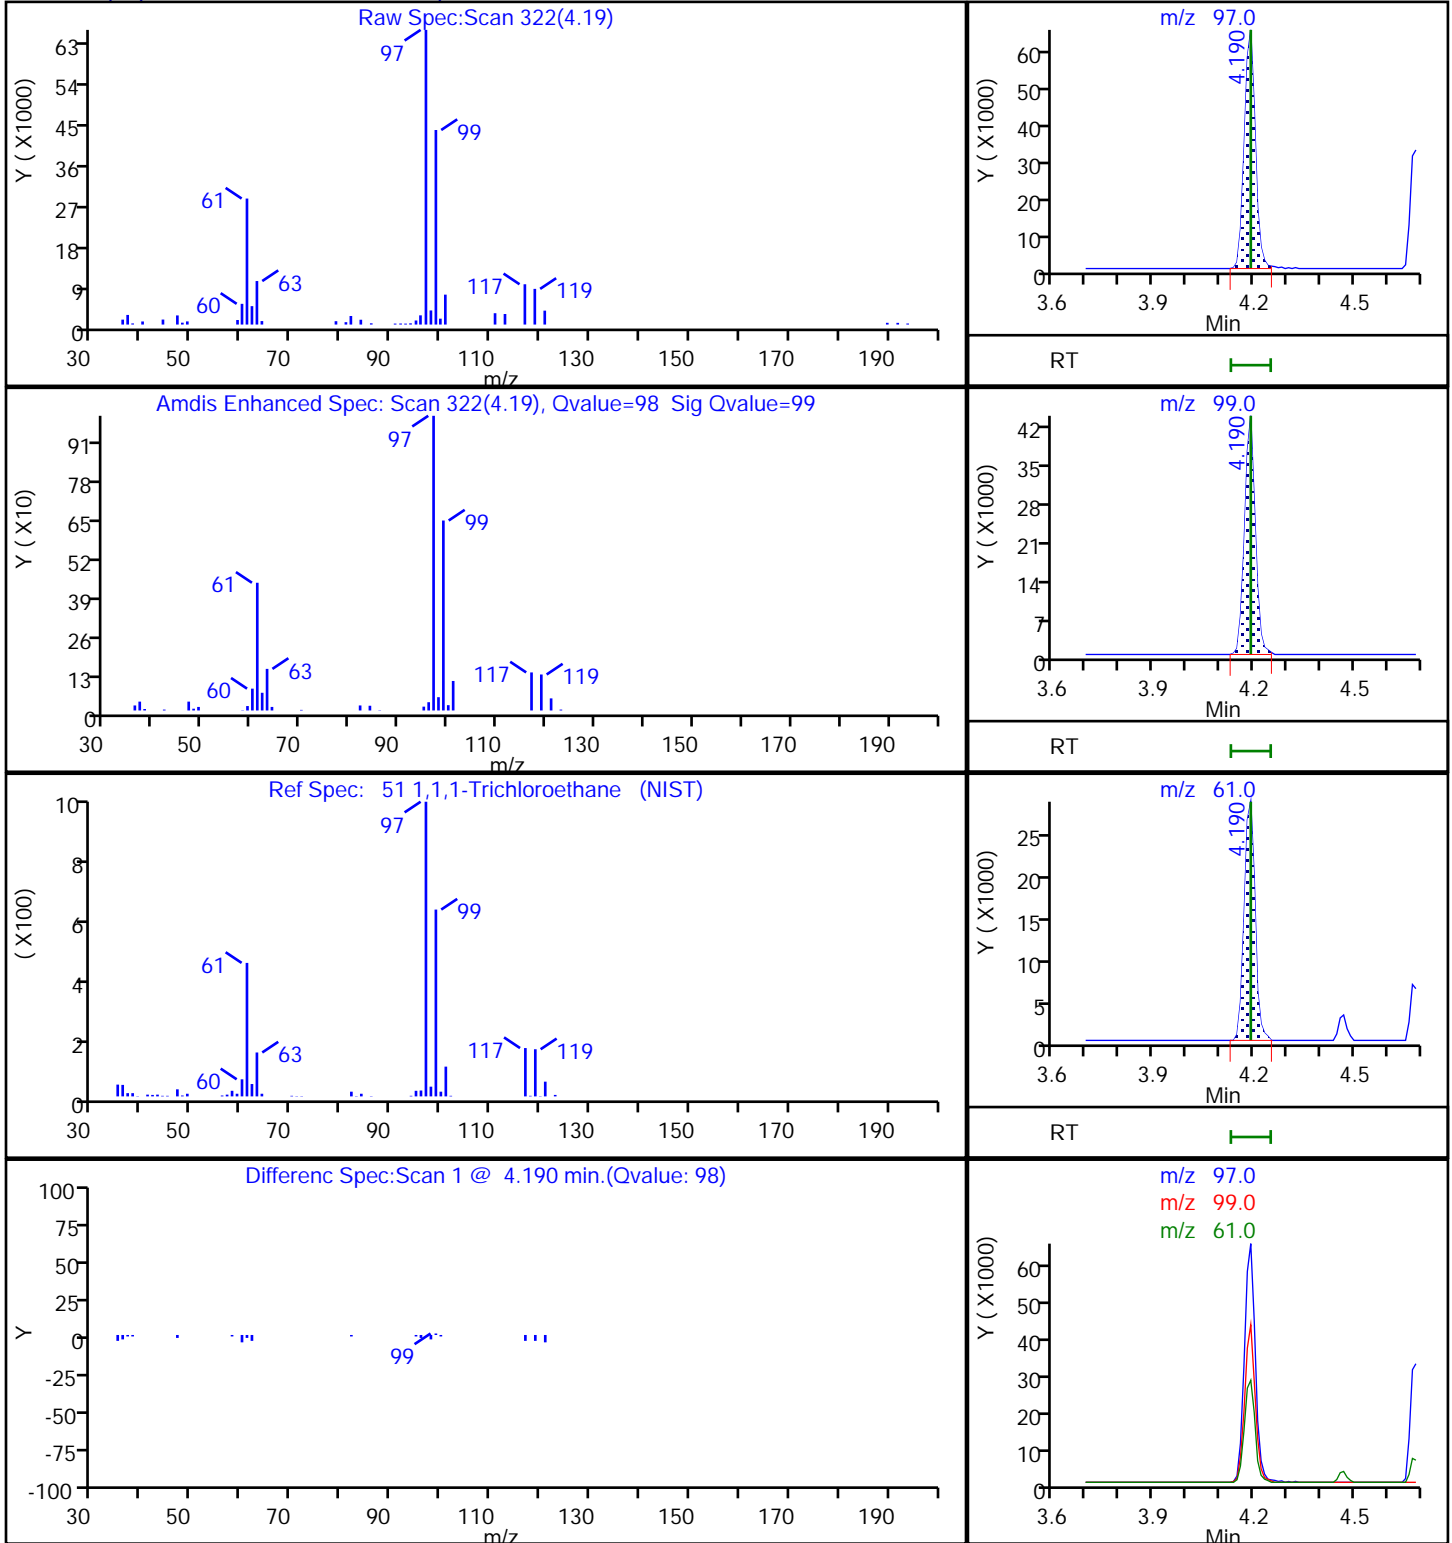 Raw Spec:Scan 322(4.19)
Y ( X1000)
63
54
45
36
27
18
9
0
97
99
61
63
60
117
119
30 50 70 90 110 130 150 170 190
m/z
m/z 97.0
Y ( X1000)
60
50
40
30
20
10
0
4.190
3.6 3.9 4.2 4.5
Min
RT
Amdis Enhanced Spec: Scan 322(4.19), Qvalue=98 Sig Qvalue=99
Y ( X10)
91
78
65
52
39
26
13
0
97
99
61
63
60
117
119
30 50 70 90 110 130 150 170 190
m/z
m/z 99.0
Y ( X1000)
42
35
28
21
14
7
0
4.190
3.6 3.9 4.2 4.5
Min
RT
Ref Spec: 51 1,1,1-Trichloroethane (NIST)
( X100)
10
8
6
4
2
0
97
99
61
63
60
117
119
30 50 70 90 110 130 150 170 190
m/z
m/z 61.0
Y ( X1000)
25
20
15
10
5
0
4.190
3.6 3.9 4.2 4.5
Min
RT
Differenc Spec:Scan 1 @ 4.190 min.(Qvalue: 98)
Y
100
75
50
25
0
-25
-50
-75
-100
99
30 50 70 90 110 130 150 170 190
m/z
m/z 97.0
m/z 99.0
m/z 61.0
Y ( X1000)
60
50
40
30
20
10
0
3.6 3.9 4.2 4.5
Min